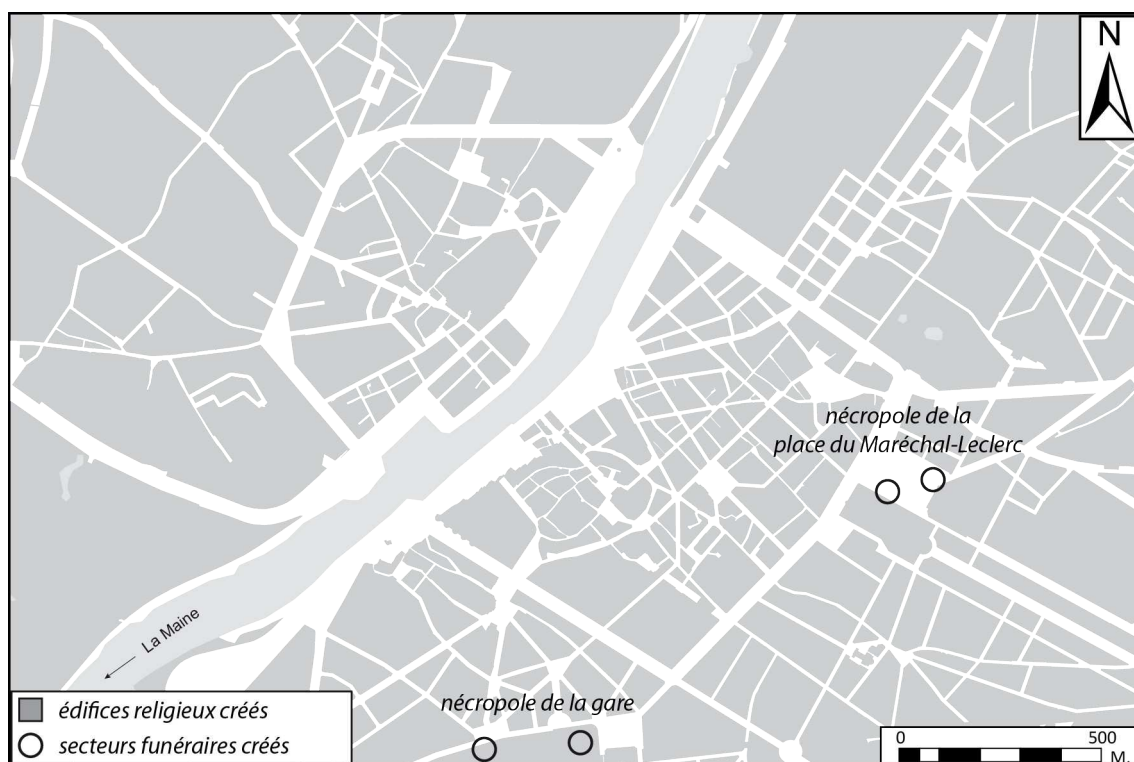 N
nécropole de la
place du Maréchal-Leclerc
La Maine
nécropole de la gare
édifices religieux créés
secteurs funéraires créés
0 500
M.